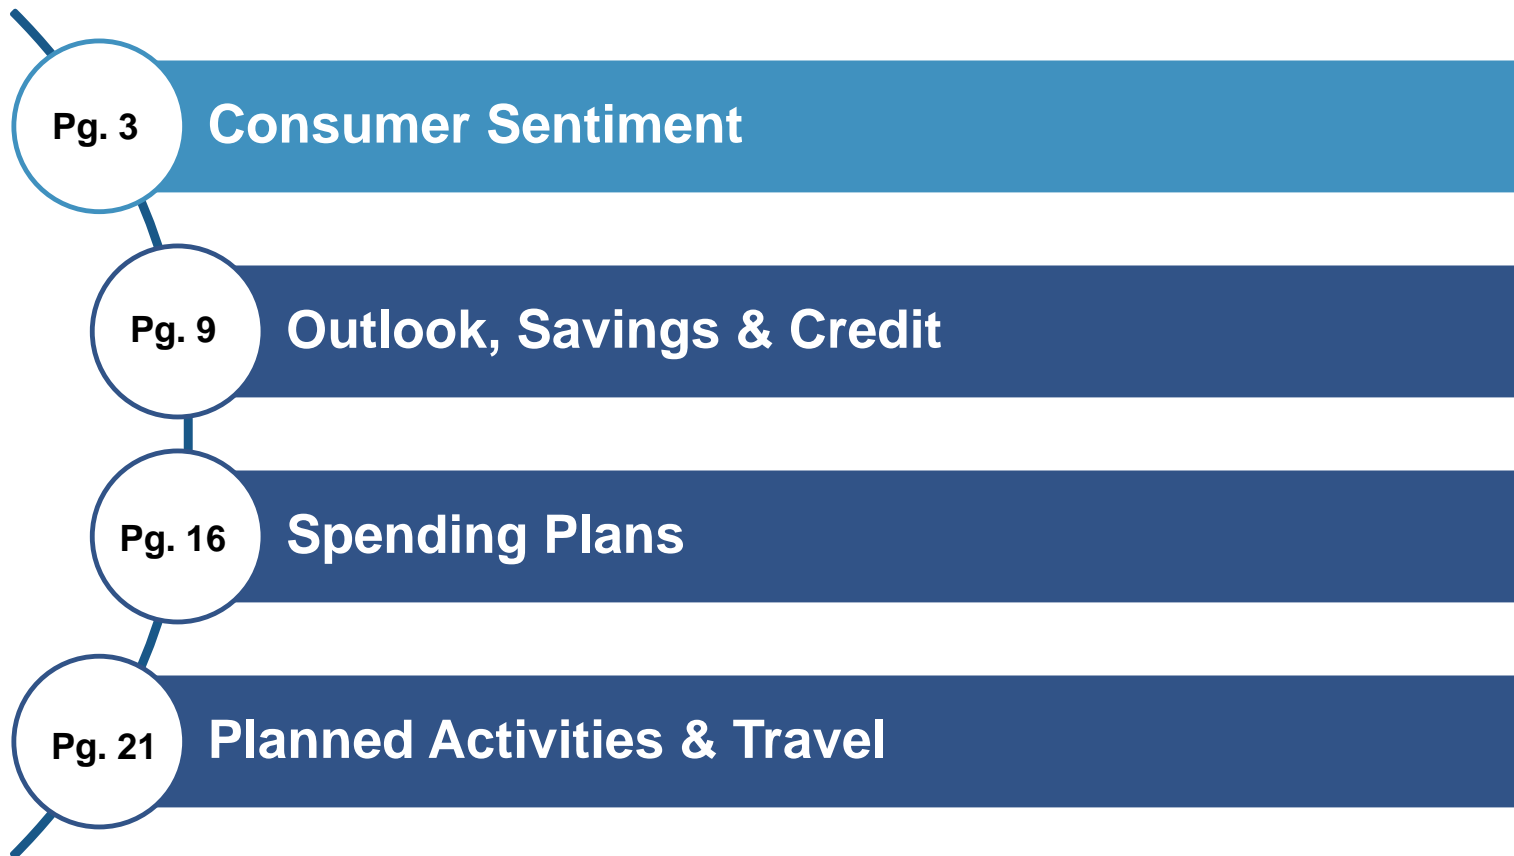 Pg. 3 Consumer Sentiment
Pg. 9 Outlook, Savings & Credit
Pg. 16 Spending Plans
Pg. 21 Planned Activities & Travel